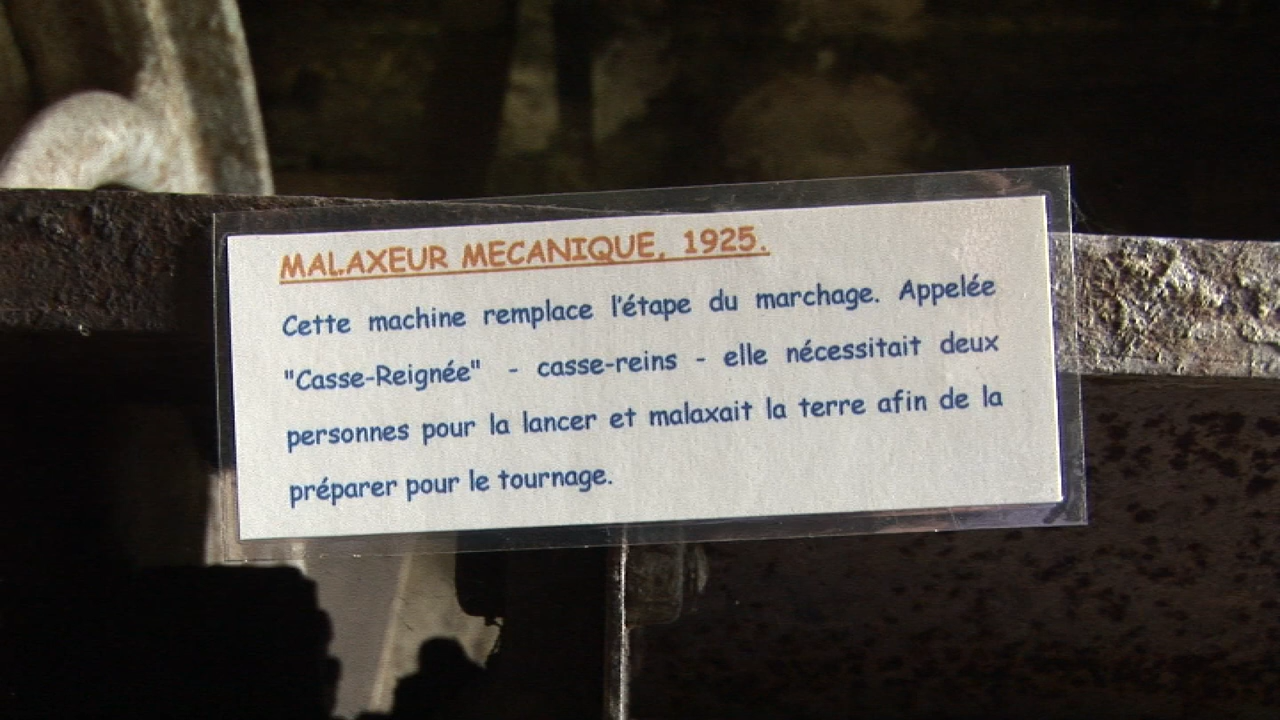 MALAXEUR MECANIQUE, 1925.
Cette machine remplace l'étape du marchage. Appelée
"Casse-Reignée" - casse-reins - elle nécessitait deux
personnes pour la lancer et malaxait la terre afin de la
préparer pour le tournage.